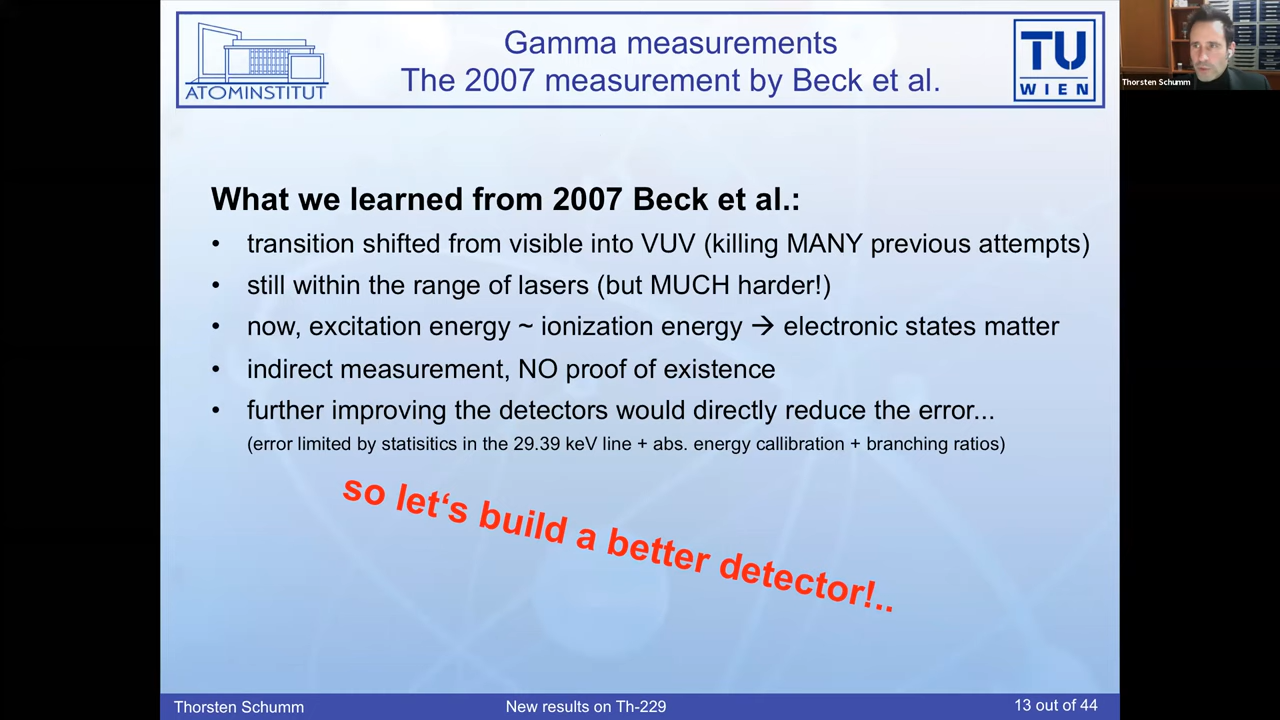 Gamma measurements
The 2007 measurement by Beck et al.
ATOMINSTITUT
TU
WIEN
Thorsten Schumm
What we learned from 2007 Beck et al.:
• transition shifted from visible into VUV (killing MANY previous attempts)
• still within the range of lasers (but MUCH harder!)
• now, excitation energy ~ ionization energy → electronic states matter
• indirect measurement, NO proof of existence
• further improving the detectors would directly reduce the error...
(error limited by statisitics in the 29.39 keV line + abs. energy callibration + branching ratios)
so let‘s build a better detector!..
Thorsten Schumm
New results on Th-229
13 out of 44